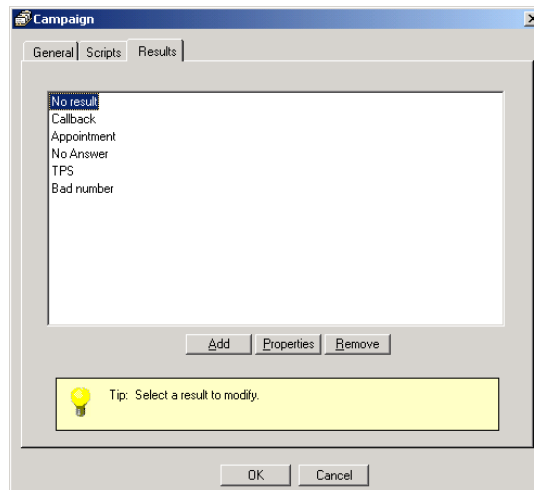 Campaign
General Scripts Results
No result
Callback
Appointment
No Answer
TPS
Bad number
Add Properties Remove
Tip: Select a result to modify.
OK Cancel